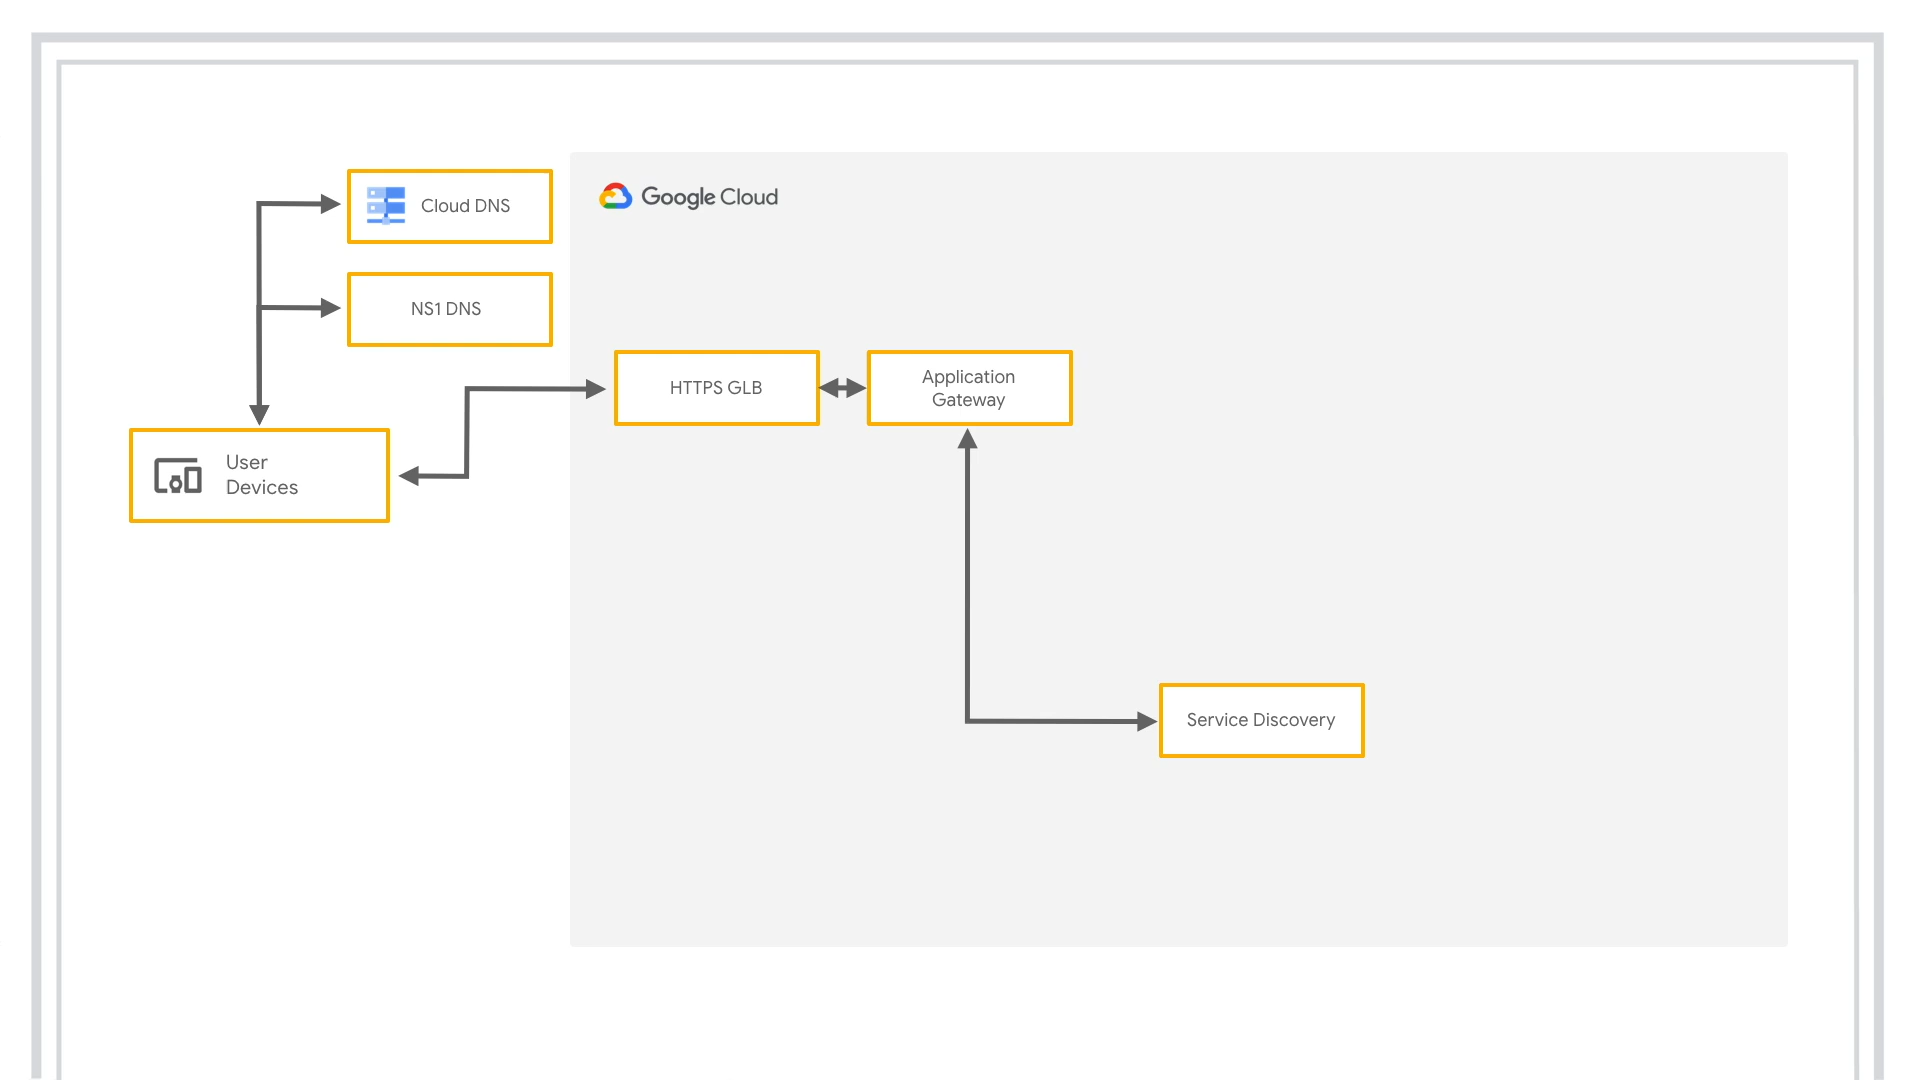 Cloud DNS
Google Cloud
NS1 DNS
HTTPS GLB
Application
Gateway
User
Devices
Service Discovery